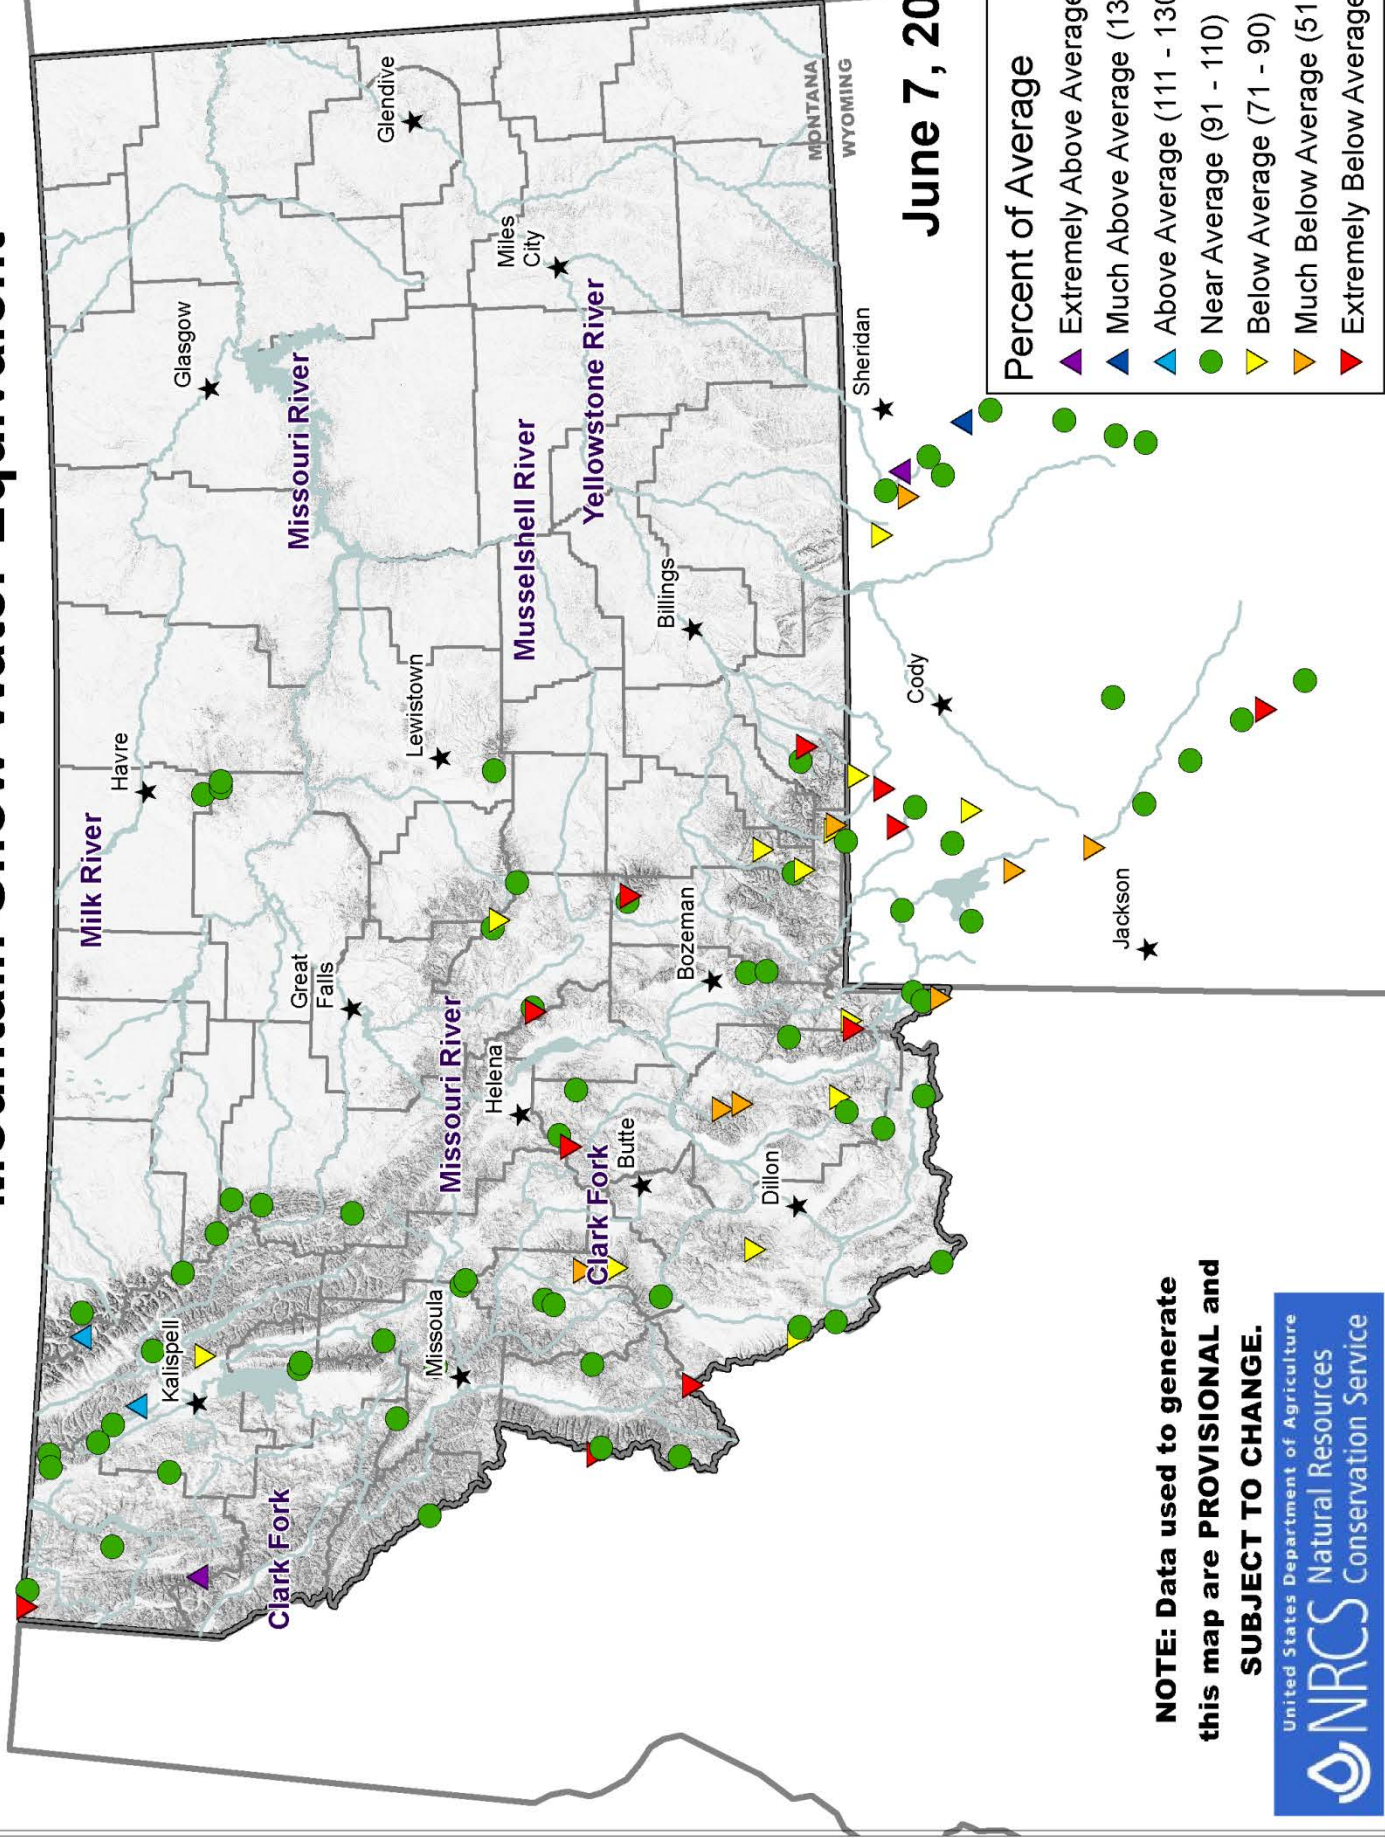 Mountain Snow Water Equivalent
Havre
Milk River
Glasgow
Kalispell
Great
Falls
Missouri River
Glendive
Clark Fork
Lewistown
Missoula
Missouri River
Helena
Musselshell River
Miles
City
Clark Fork
Butte
Yellowstone River
Billings
Bozeman
Dillon
MONTANA
WYOMING
Sheridan
Cody
Jackson
June 7, 20
Percent of Average
Extremely Above Average
Much Above Average (13
Above Average (111 - 130
Near Average (91 - 110)
Below Average (71 - 90)
Much Below Average (51
Extremely Below Average
NOTE: Data used to generate
this map are PROVISIONAL and
SUBJECT TO CHANGE.
United States Department of Agriculture
NRCS Natural Resources
Conservation Service